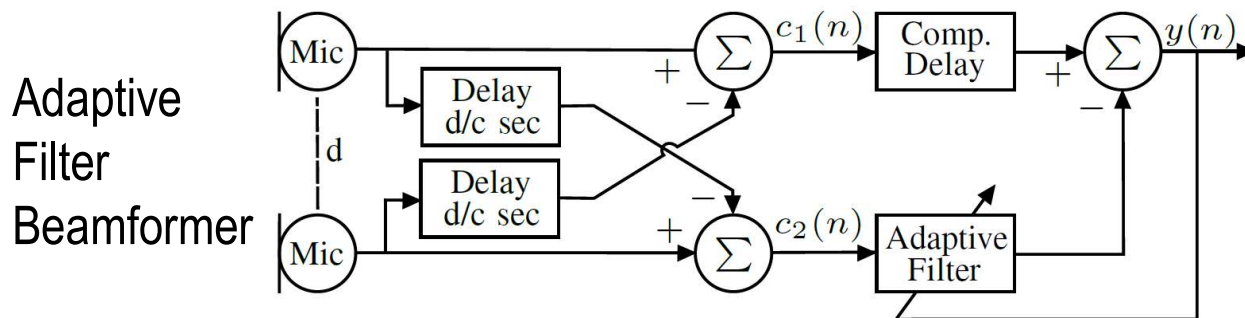 Adaptive
Filter
Beamformer
Mic
d
Mic
Delay
d/c sec
Delay
d/c sec
+
−
Σ
−
+
Σ
c₁(n)
c₂(n)
Comp.
Delay
Adaptive
Filter
+
−
Σ
y(n)